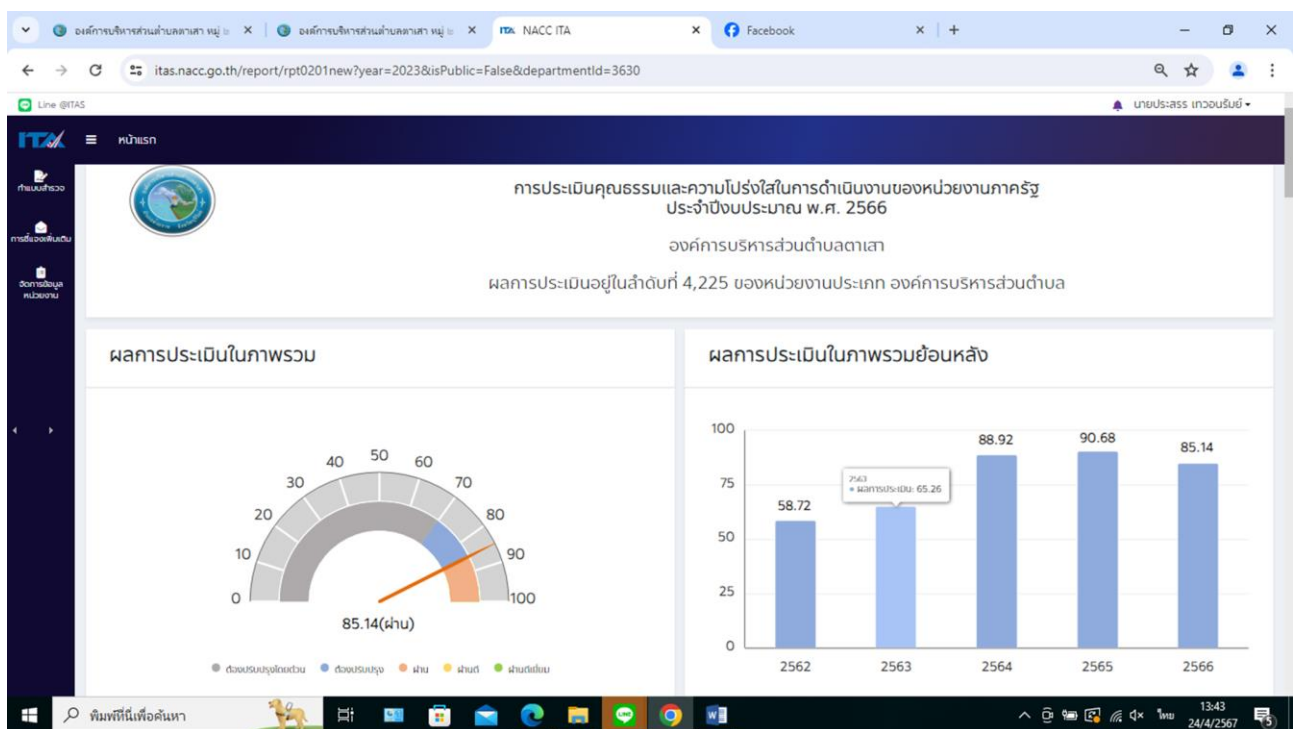 องค์การบริหารส่วนตำบลตาเสา หมู่
องค์การบริหารส่วนตำบลตาเสา หมู่
ITA NACC ITA
Facebook
itas.nacc.go.th/report/rpt0201new?year=2023&isPublic=False&departmentId=3630
Line @ITAS
นายประสรร เทวอนรัมย์
ITA
หน้าแรก
ทำแบบสำรวจ
การชี้แจงเพิ่มเติม
จัดการข้อมูล
หน่วยงาน
การประเมินคุณธรรมและความโปร่งใสในการดำเนินงานของหน่วยงานภาครัฐ
ประจำปีงบประมาณ พ.ศ. 2566
องค์การบริหารส่วนตำบลตาเสา
ผลการประเมินอยู่ในลำดับที่ 4,225 ของหน่วยงานประเภท องค์การบริหารส่วนตำบล
ผลการประเมินในภาพรวม
0
10
20
30
40
50
60
70
80
90
100
85.14(ผ่าน)
ต้องปรับปรุงโดยด่วน ต้องปรับปรุง ผ่าน ผ่านดี ผ่านดีเยี่ยม
ผลการประเมินในภาพรวมย้อนหลัง
100
75
50
25
0
58.72
2563
ผลการประเมิน: 65.26
88.92
90.68
85.14
2562 2563 2564 2565 2566
พิมพ์ที่นี่เพื่อค้นหา
ไทย
13:43
24/4/2567
5